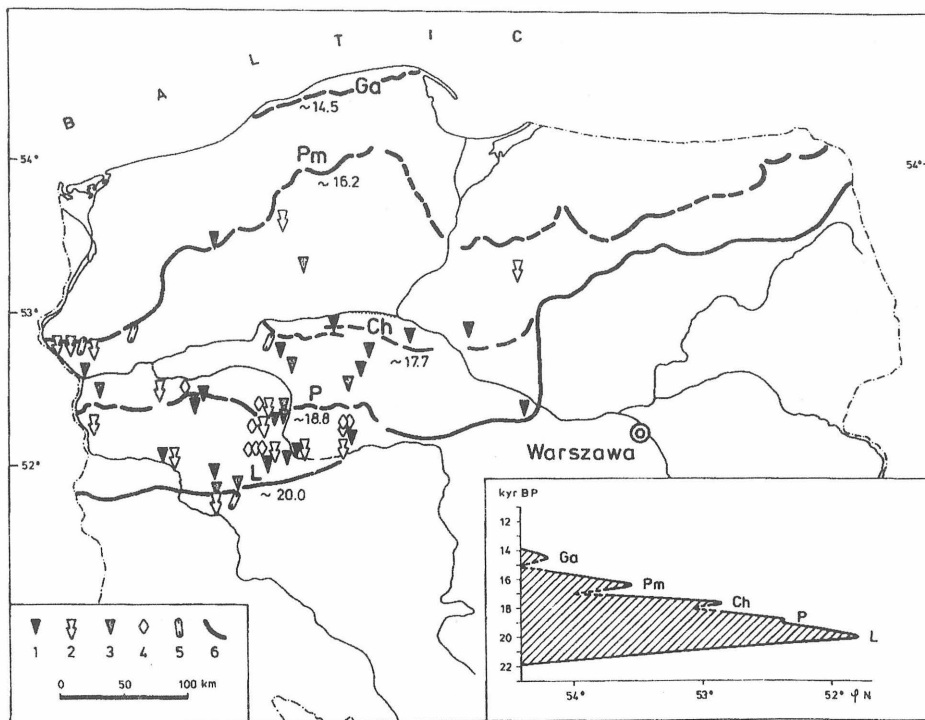 B A L T I C
Ga
~14.5
Pm
~16.2
54°
54°
53°
Ch
~17.7
P
~18.8
52°
L
~20.0
Warszawa
1 2 3 4 5 6
0 50 100 km
kyr BP
11
12
14
16
18
20
22
Ga
Pm
Ch
P
L
54° 53° 52° φN